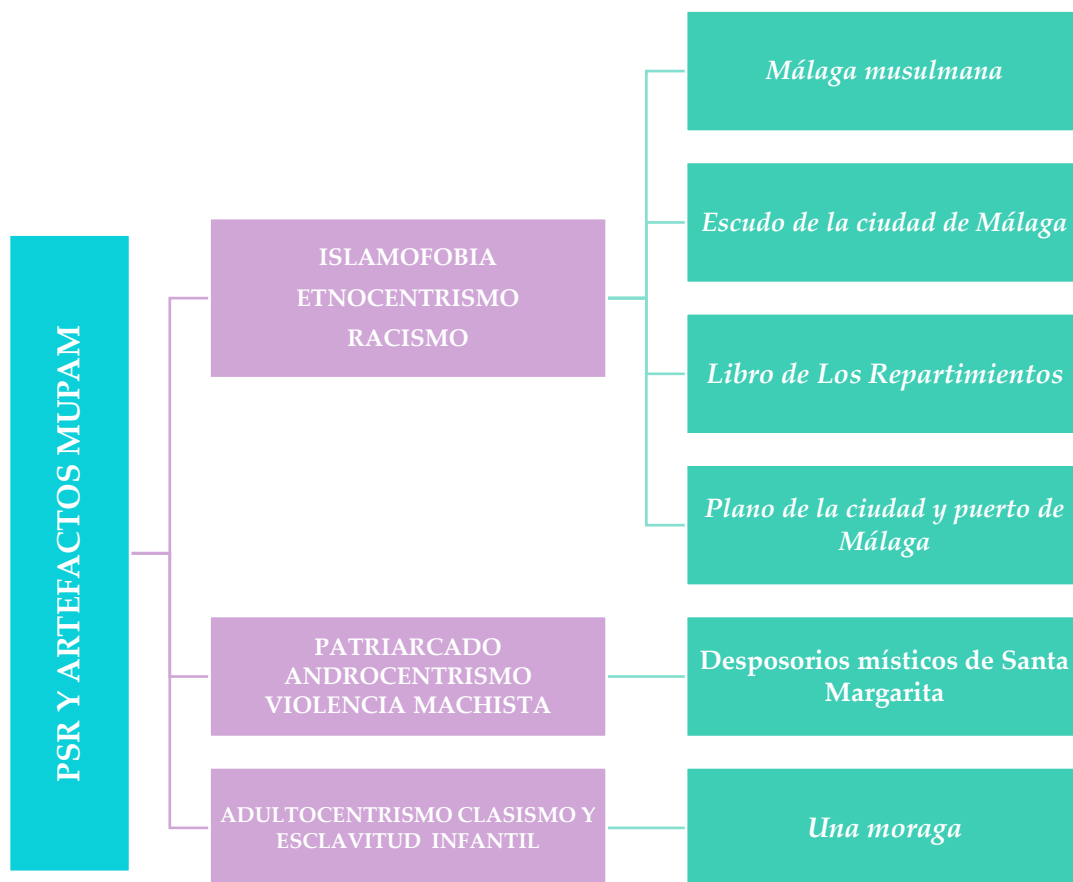 PSR Y ARTEFACTOS MUPAM
ISLAMOFOBIA
ETNOCENTRISMO
RACISMO
Málaga musulmana
Escudo de la ciudad de Málaga
Libro de Los Repartimientos
Plano de la ciudad y puerto de
Málaga
PATRIARCADO
ANDROCENTRISMO
VIOLENCIA MACHISTA
Desposorios místicos de Santa
Margarita
ADULTOCENTRISMO CLASISMO Y
ESCLAVITUD INFANTIL
Una moraga